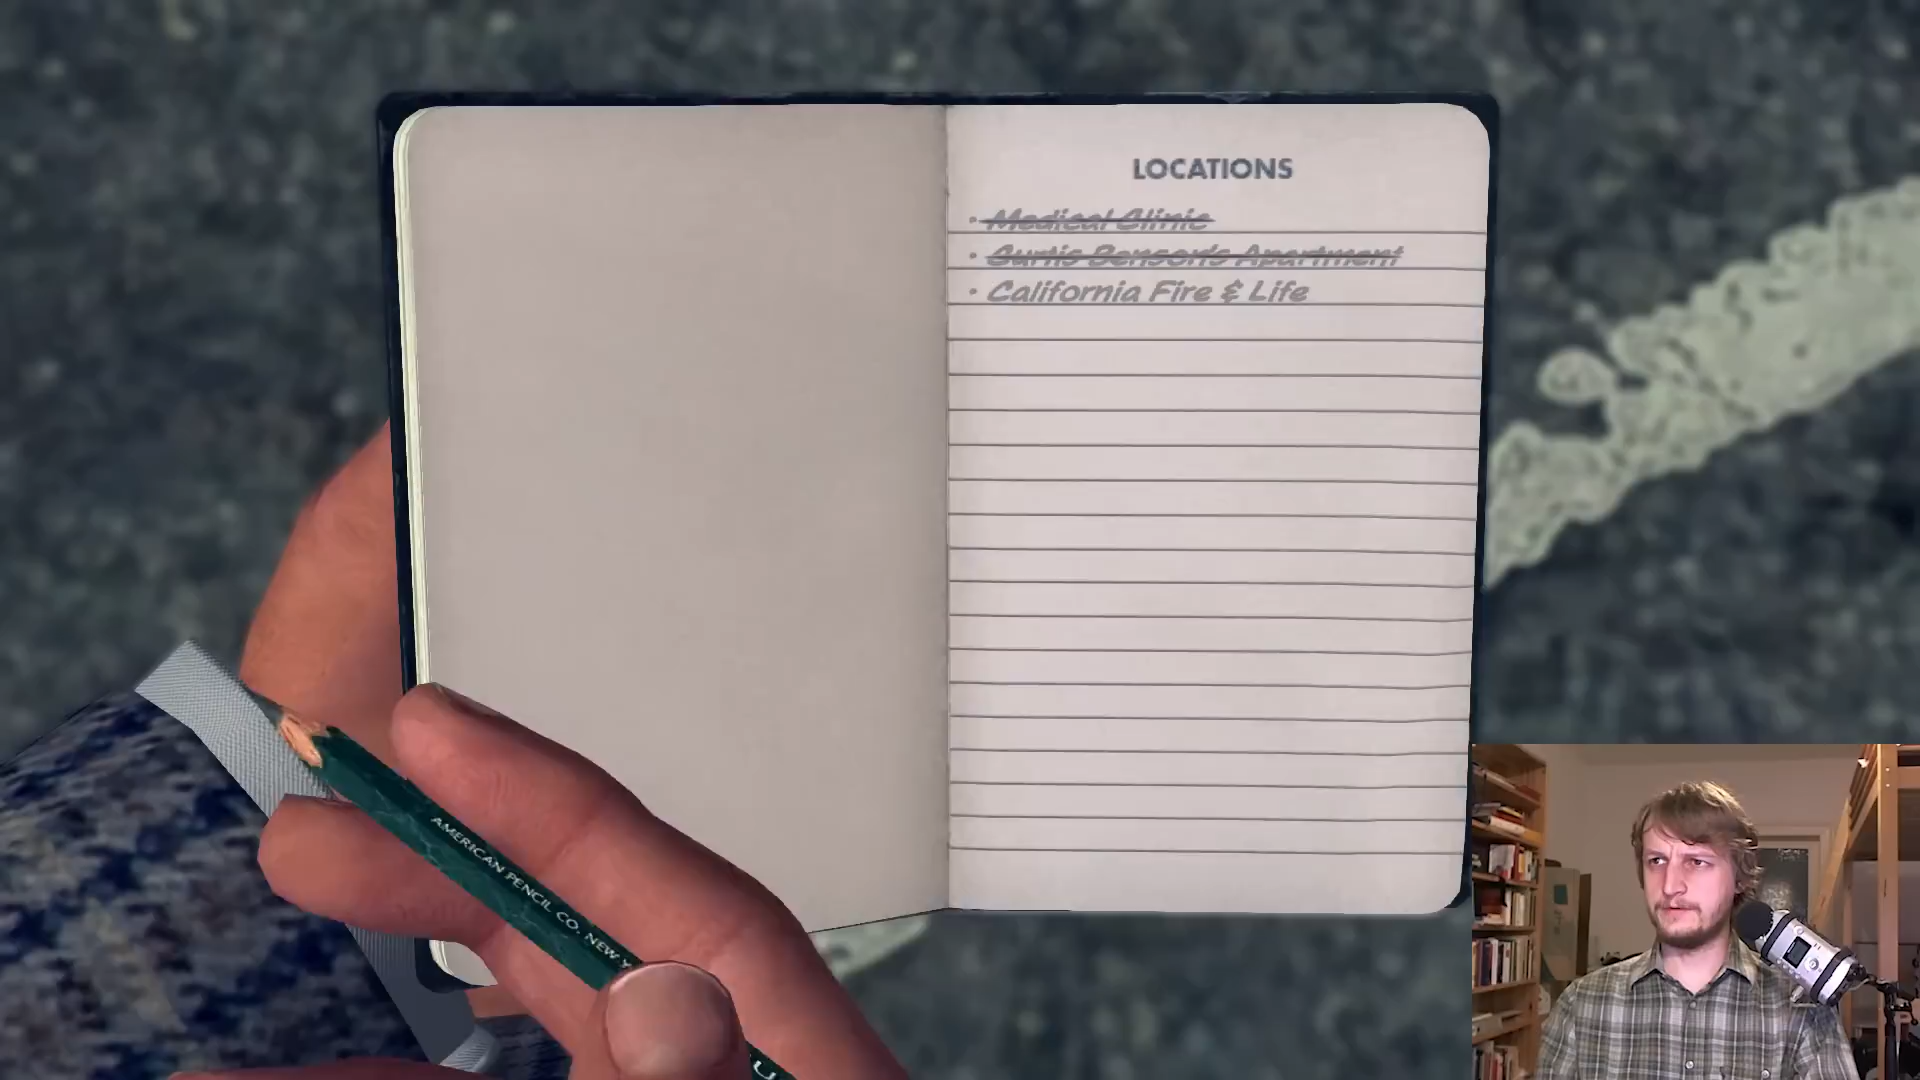 LOCATIONS
· Medical Clinic
· Curtis Benson's Apartment
· California Fire & Life
AMERICAN PENCIL CO. NEW Y
U